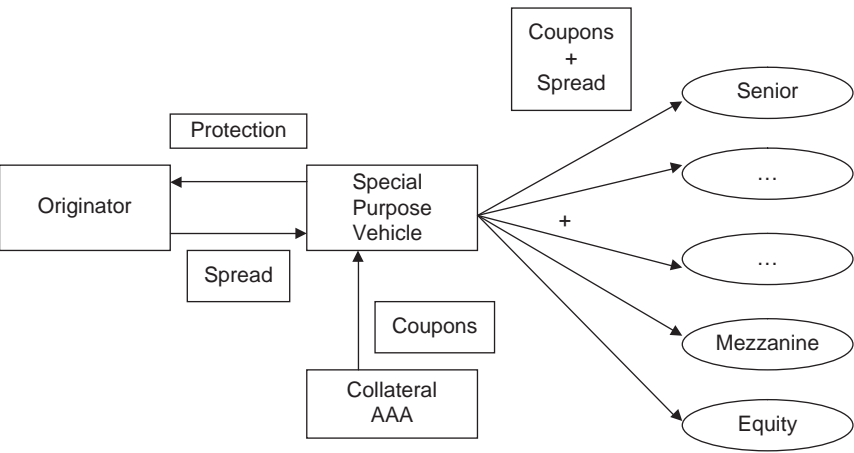 Coupons
+
Spread
Senior
Protection
…
Originator
Special
Purpose
Vehicle
+
Spread
…
Coupons
Mezzanine
Collateral
AAA
Equity